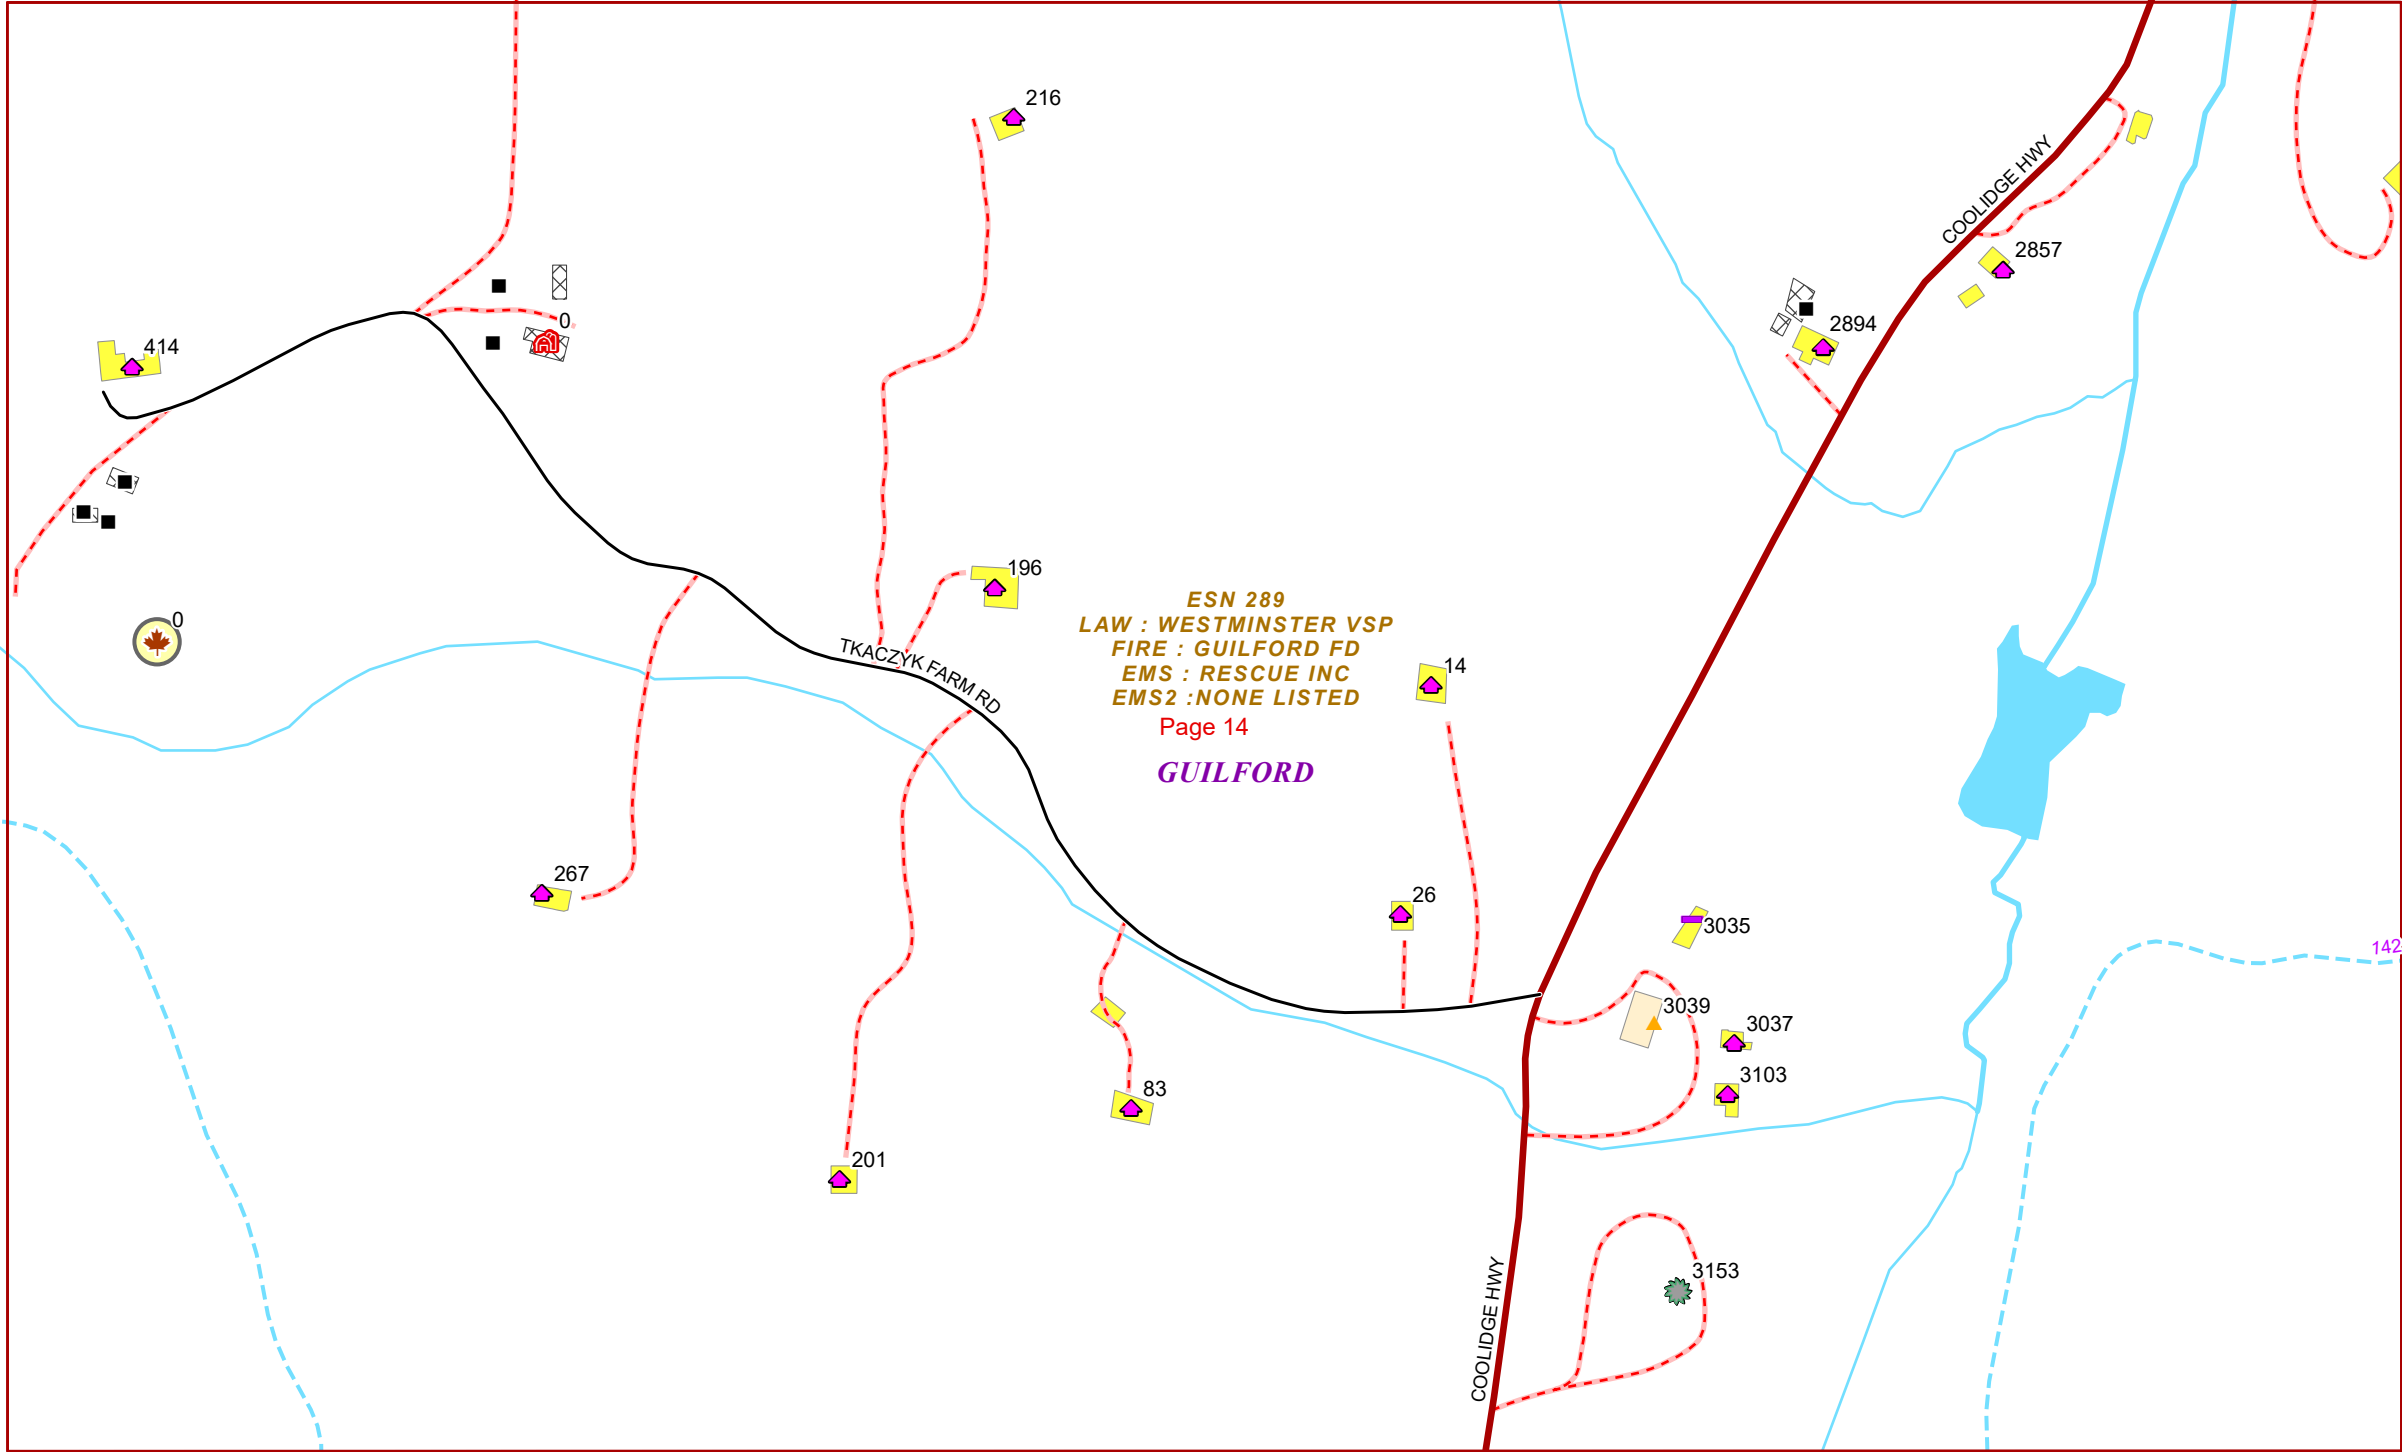 216
COOLIDGE HWY
2857
0
2894
414
196
ESN 289
LAW : WESTMINSTER VSP
FIRE : GUILFORD FD
EMS : RESCUE INC
EMS2 :NONE LISTED
Page 14
GUILFORD
0
TKACZYK FARM RD
14
267
26
3035
142
3039
3037
3103
83
201
3153
COOLIDGE HWY